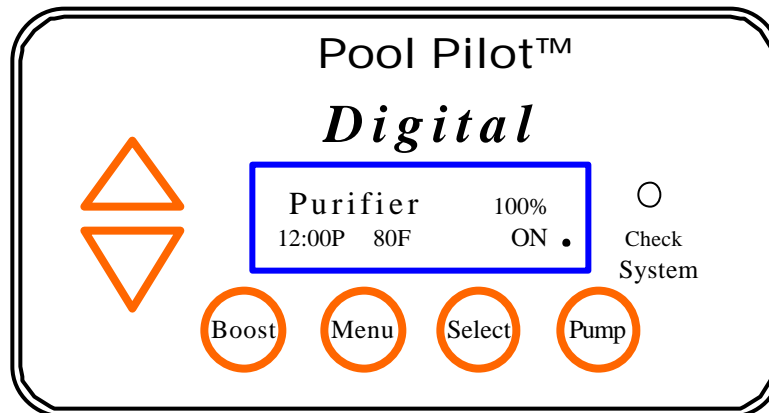 Pool Pilot™
Digital
Purifier 100%
12:00P 80F ON .
Check
System
Boost Menu Select Pump